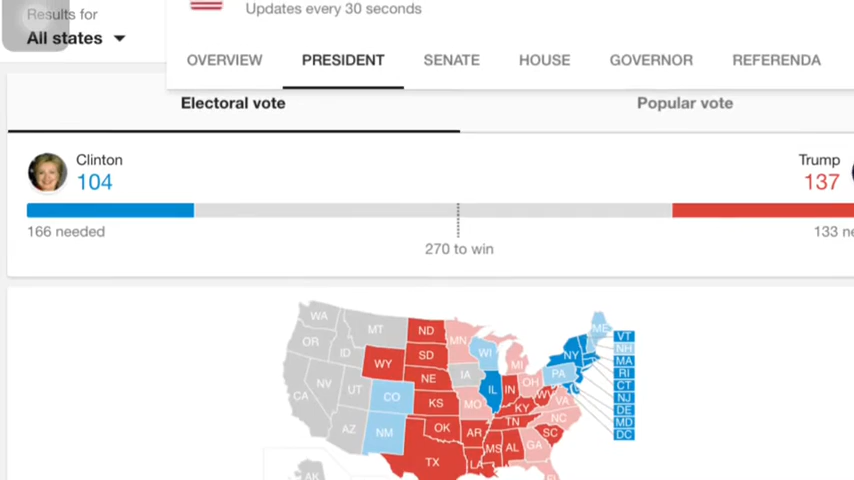 Results for
All states
Updates every 30 seconds
OVERVIEW PRESIDENT SENATE HOUSE GOVERNOR REFERENDA
Electoral vote Popular vote
Clinton
104
Trump
137
166 needed
133 ne
270 to win
WA
MT
ND
MN
ME
VT
OR
ID
WY
SD
WI
MI
NY
NH
MA
NV
UT
CO
NE
IA
IL
IN
OH
PA
RI
CT
CA
KS
MO
KY
WV
VA
NJ
DE
AZ
NM
OK
AR
TN
NC
SC
MD
DC
TX
LA
MS
AL
GA
AK
FL